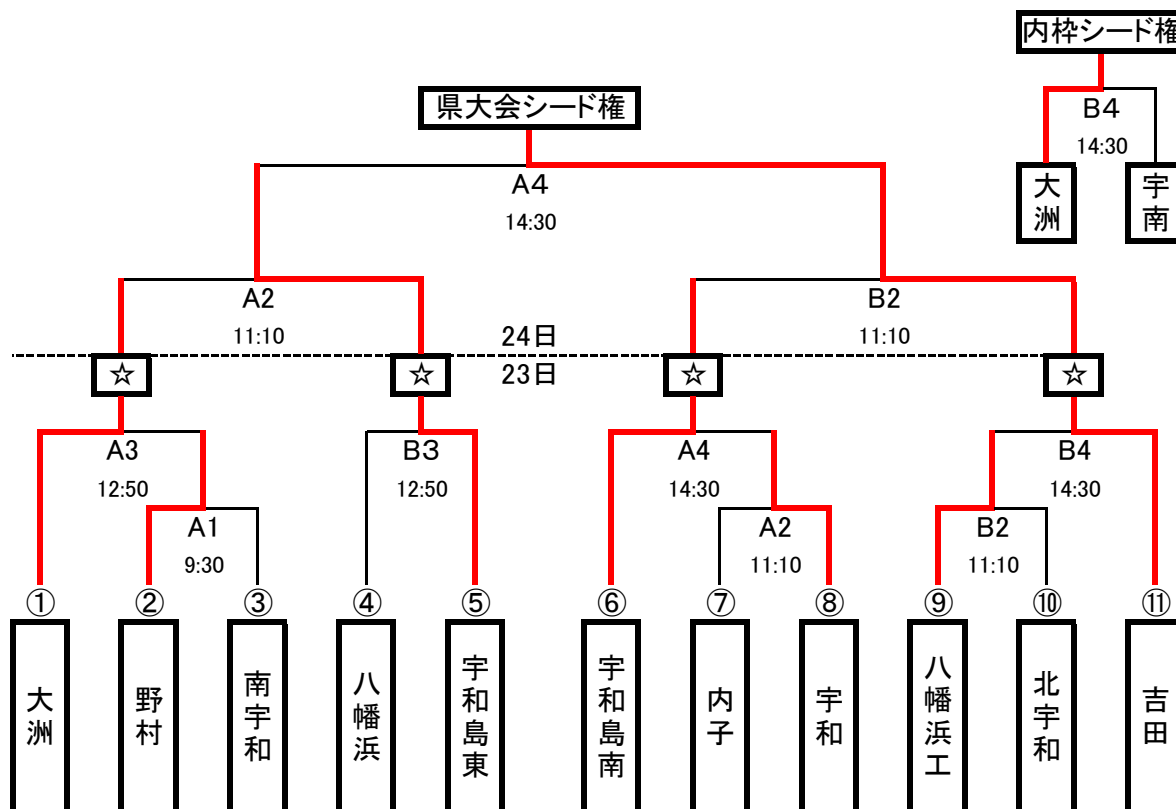 内枠シード権
県大会シード権
B4
14:30
大洲
宇南
A4
14:30
A2
11:10
B2
11:10
24日
23日
☆
☆
☆
☆
A3
12:50
B3
12:50
A4
14:30
B4
14:30
A1
9:30
A2
11:10
B2
11:10
① ② ③ ④ ⑤ ⑥ ⑦ ⑧ ⑨ ⑩ ⑪
大洲
野村
南宇和
八幡浜
宇和島東
宇和島南
内子
宇和
八幡浜工
北宇和
吉田